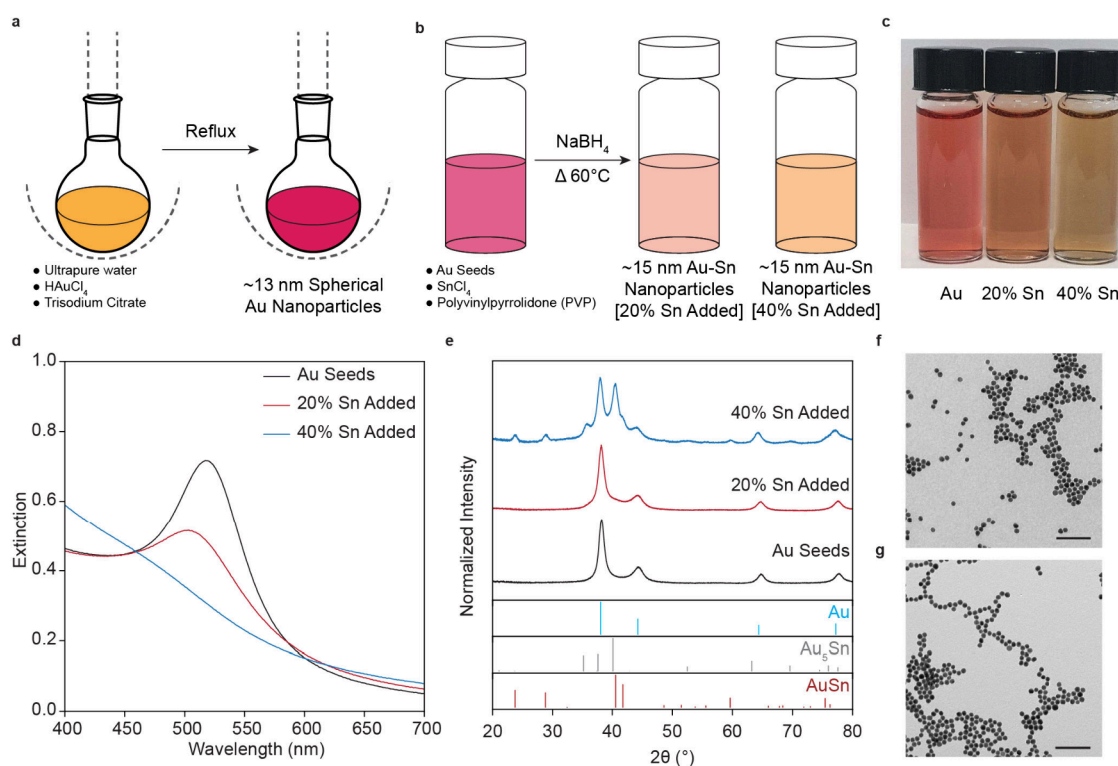 a
Reflux
● Ultrapure water
● HAuCl₄
● Trisodium Citrate
~13 nm Spherical
Au Nanoparticles
b
NaBH₄
Δ 60°C
● Au Seeds
● SnCl₄
● Polyvinylpyrrolidone (PVP)
~15 nm Au-Sn
Nanoparticles
[20% Sn Added]
~15 nm Au-Sn
Nanoparticles
[40% Sn Added]
c
Au 20% Sn 40% Sn
d
Extinction
1.0
0.8
0.6
0.4
0.2
0.0
Au Seeds
20% Sn Added
40% Sn Added
400 450 500 550 600 650 700
Wavelength (nm)
e
Normalized Intensity
40% Sn Added
20% Sn Added
Au Seeds
Au
Au₅Sn
AuSn
20 30 40 50 60 70 80
2θ (°)
f
g